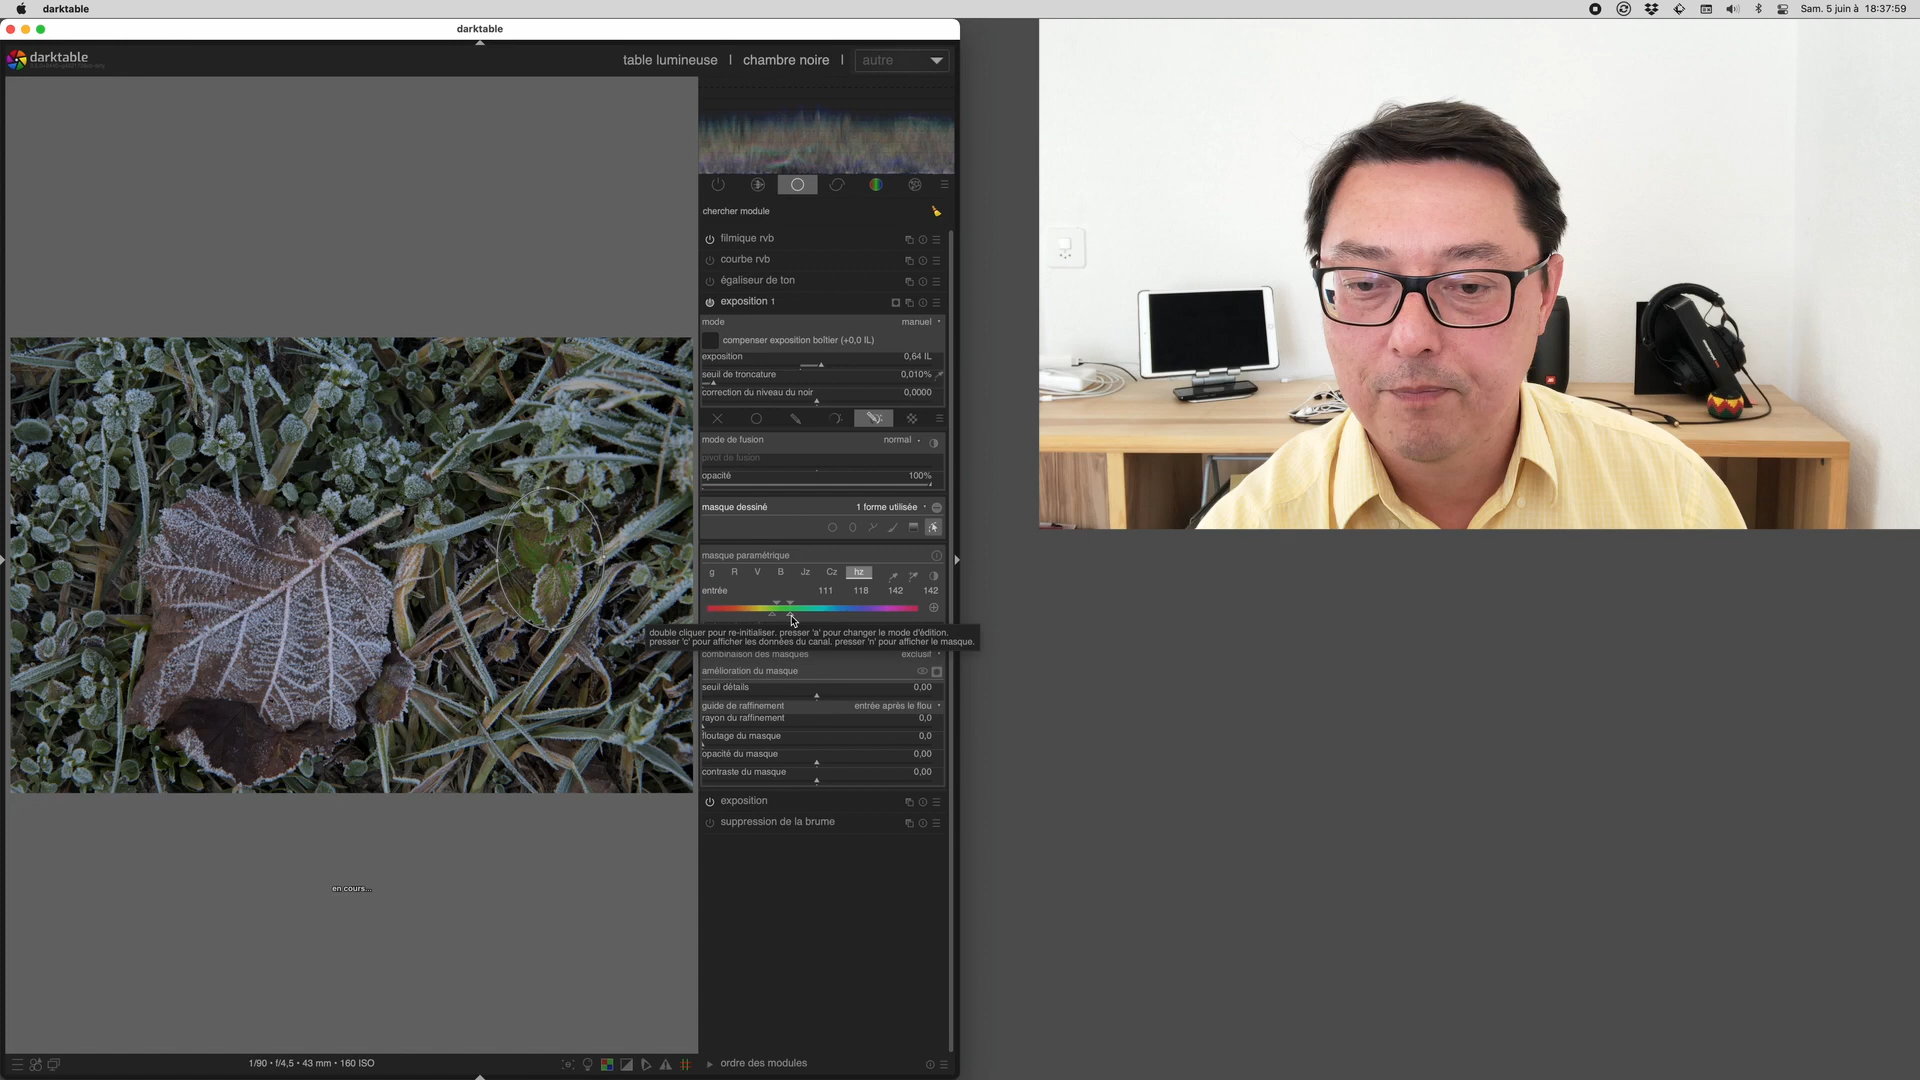 darktable
Sam. 5 juin à 18:37:59
darktable
darktable
table lumineuse | chambre noire | autre
chercher module
filmique rvb
courbe rvb
égaliseur de ton
exposition 1
mode manuel
compenser exposition boîtier (+0,0 IL)
exposition 0,64 IL
seuil de troncature 0,010%
correction du niveau du noir 0,0000
mode de fusion normal
pivot de fusion
opacité 100%
masque dessiné 1 forme utilisée
masque paramétrique
g R V B Jz Cz hz
entrée 111 118 142 142
double cliquer pour re-initialiser. presser 'a' pour changer le mode d'édition.
presser 'c' pour afficher les données du canal. presser 'n' pour afficher le masque.
combinaison des masques exclusif
amélioration du masque
seuil détails 0,00
guide de raffinement entrée après le flou
rayon du raffinement 0,0
floutage du masque 0,0
opacité du masque 0,00
contraste du masque 0,00
exposition
suppression de la brume
en cours...
1/90 • f/4,5 • 43 mm • 160 ISO
ordre des modules